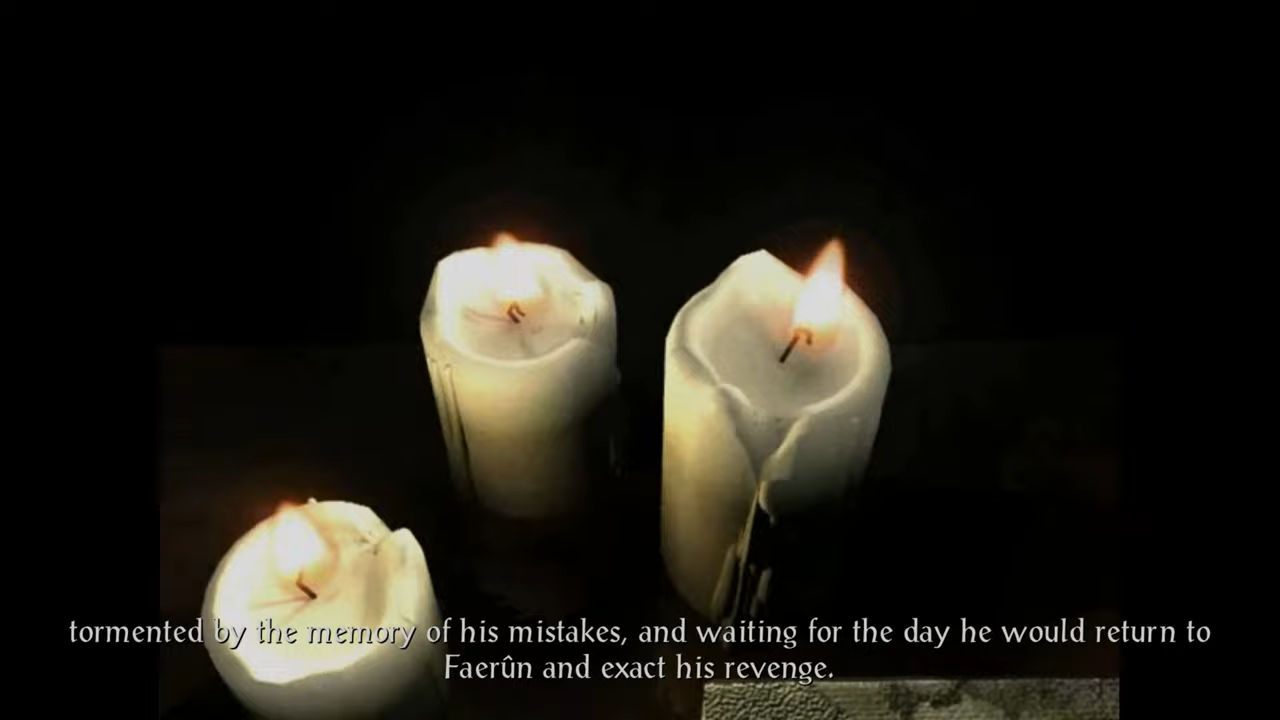 tormented by the memory of his mistakes, and waiting for the day he would return to
Faerûn and exact his revenge.